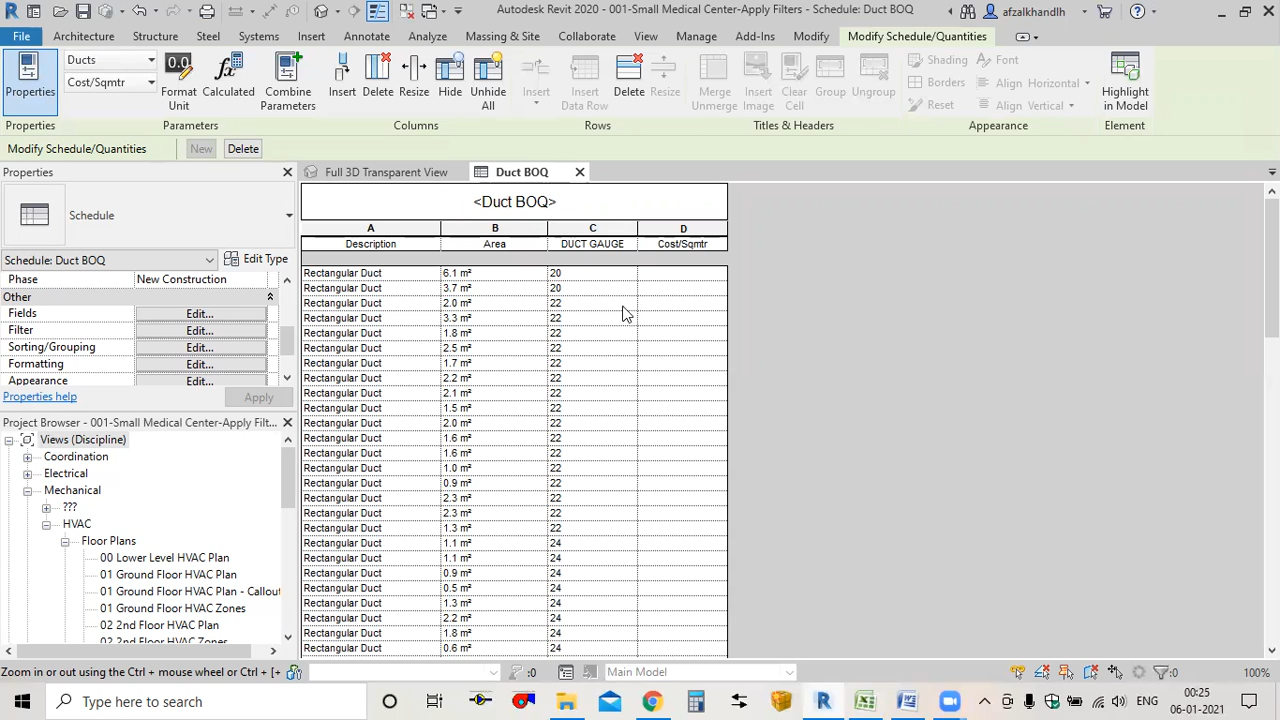 Autodesk Revit 2020 - 001-Small Medical Center-Apply Filters - Schedule: Duct BOQ
afzalkhandlh
File Architecture Structure Steel Systems Insert Annotate Analyze Massing & Site Collaborate View Manage Add-Ins Modify Modify Schedule/Quantities
Properties
Ducts
Cost/Sqmtr
Format Unit
Calculated
Combine Parameters
Insert
Delete
Resize
Hide
Unhide All
Insert
Insert Data Row
Delete
Resize
Merge Unmerge
Insert Image
Clear Cell
Group
Ungroup
Shading
Borders
Reset
Font
Align Horizontal
Align Vertical
Highlight in Model
Properties Parameters Columns Rows Titles & Headers Appearance Element
Modify Schedule/Quantities New Delete
Properties
Schedule
Schedule: Duct BOQ Edit Type
Phase New Construction
Other
Fields Edit...
Filter Edit...
Sorting/Grouping Edit...
Formatting Edit...
Appearance Edit...
Properties help Apply
Project Browser - 001-Small Medical Center-Apply Filt...
Views (Discipline)
Coordination
Electrical
Mechanical
???
HVAC
Floor Plans
00 Lower Level HVAC Plan
01 Ground Floor HVAC Plan
01 Ground Floor HVAC Plan - Callou
01 Ground Floor HVAC Zones
02 2nd Floor HVAC Plan
02 2nd Floor HVAC Zones
Full 3D Transparent View Duct BOQ
<Duct BOQ>
A B C D
Description Area DUCT GAUGE Cost/Sqmtr
Rectangular Duct 6.1 m² 20
Rectangular Duct 3.7 m² 20
Rectangular Duct 2.0 m² 22
Rectangular Duct 3.3 m² 22
Rectangular Duct 1.8 m² 22
Rectangular Duct 2.5 m² 22
Rectangular Duct 1.7 m² 22
Rectangular Duct 2.2 m² 22
Rectangular Duct 2.1 m² 22
Rectangular Duct 1.5 m² 22
Rectangular Duct 2.0 m² 22
Rectangular Duct 1.6 m² 22
Rectangular Duct 1.6 m² 22
Rectangular Duct 1.0 m² 22
Rectangular Duct 0.9 m² 22
Rectangular Duct 2.3 m² 22
Rectangular Duct 2.3 m² 22
Rectangular Duct 1.3 m² 22
Rectangular Duct 1.1 m² 24
Rectangular Duct 1.1 m² 24
Rectangular Duct 0.9 m² 24
Rectangular Duct 0.5 m² 24
Rectangular Duct 1.3 m² 24
Rectangular Duct 2.2 m² 24
Rectangular Duct 1.8 m² 24
Rectangular Duct 0.6 m² 24
Zoom in or out using the Ctrl + mouse wheel or Ctrl + [+ :0 Main Model :0 100%
Type here to search
ENG
00:25
06-01-2021